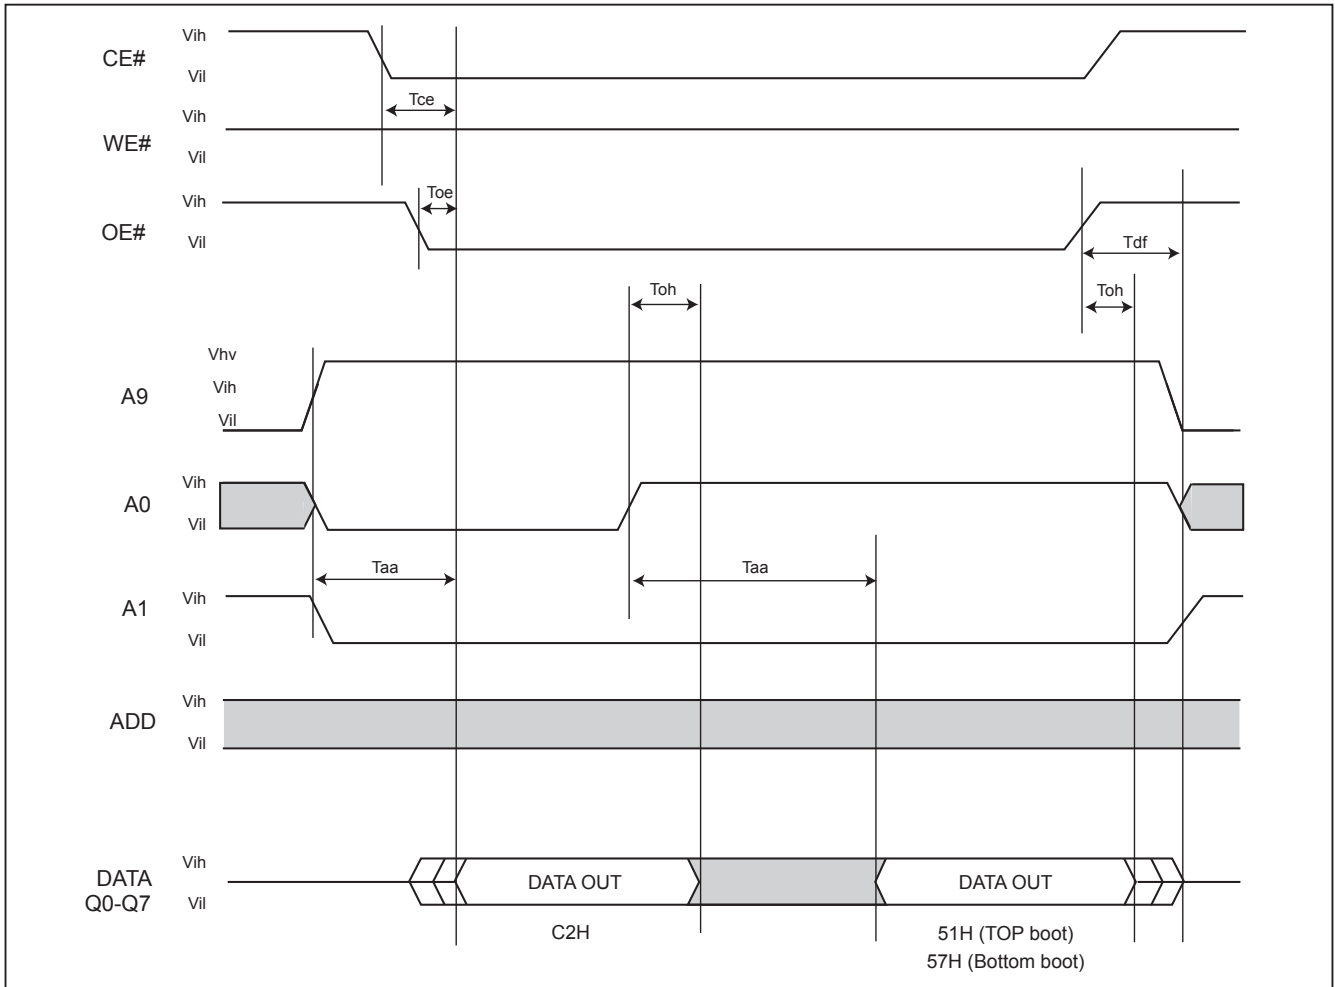 CE#
Vih
Vil
Tce
WE#
Vih
Vil
OE#
Vih
Vil
Toe
Tdf
Toh
Toh
A9
Vhv
Vih
Vil
A0
Vih
Vil
Taa
Taa
A1
Vih
Vil
ADD
Vih
Vil
DATA
Q0-Q7
Vih
Vil
DATA OUT
DATA OUT
C2H
51H (TOP boot)
57H (Bottom boot)